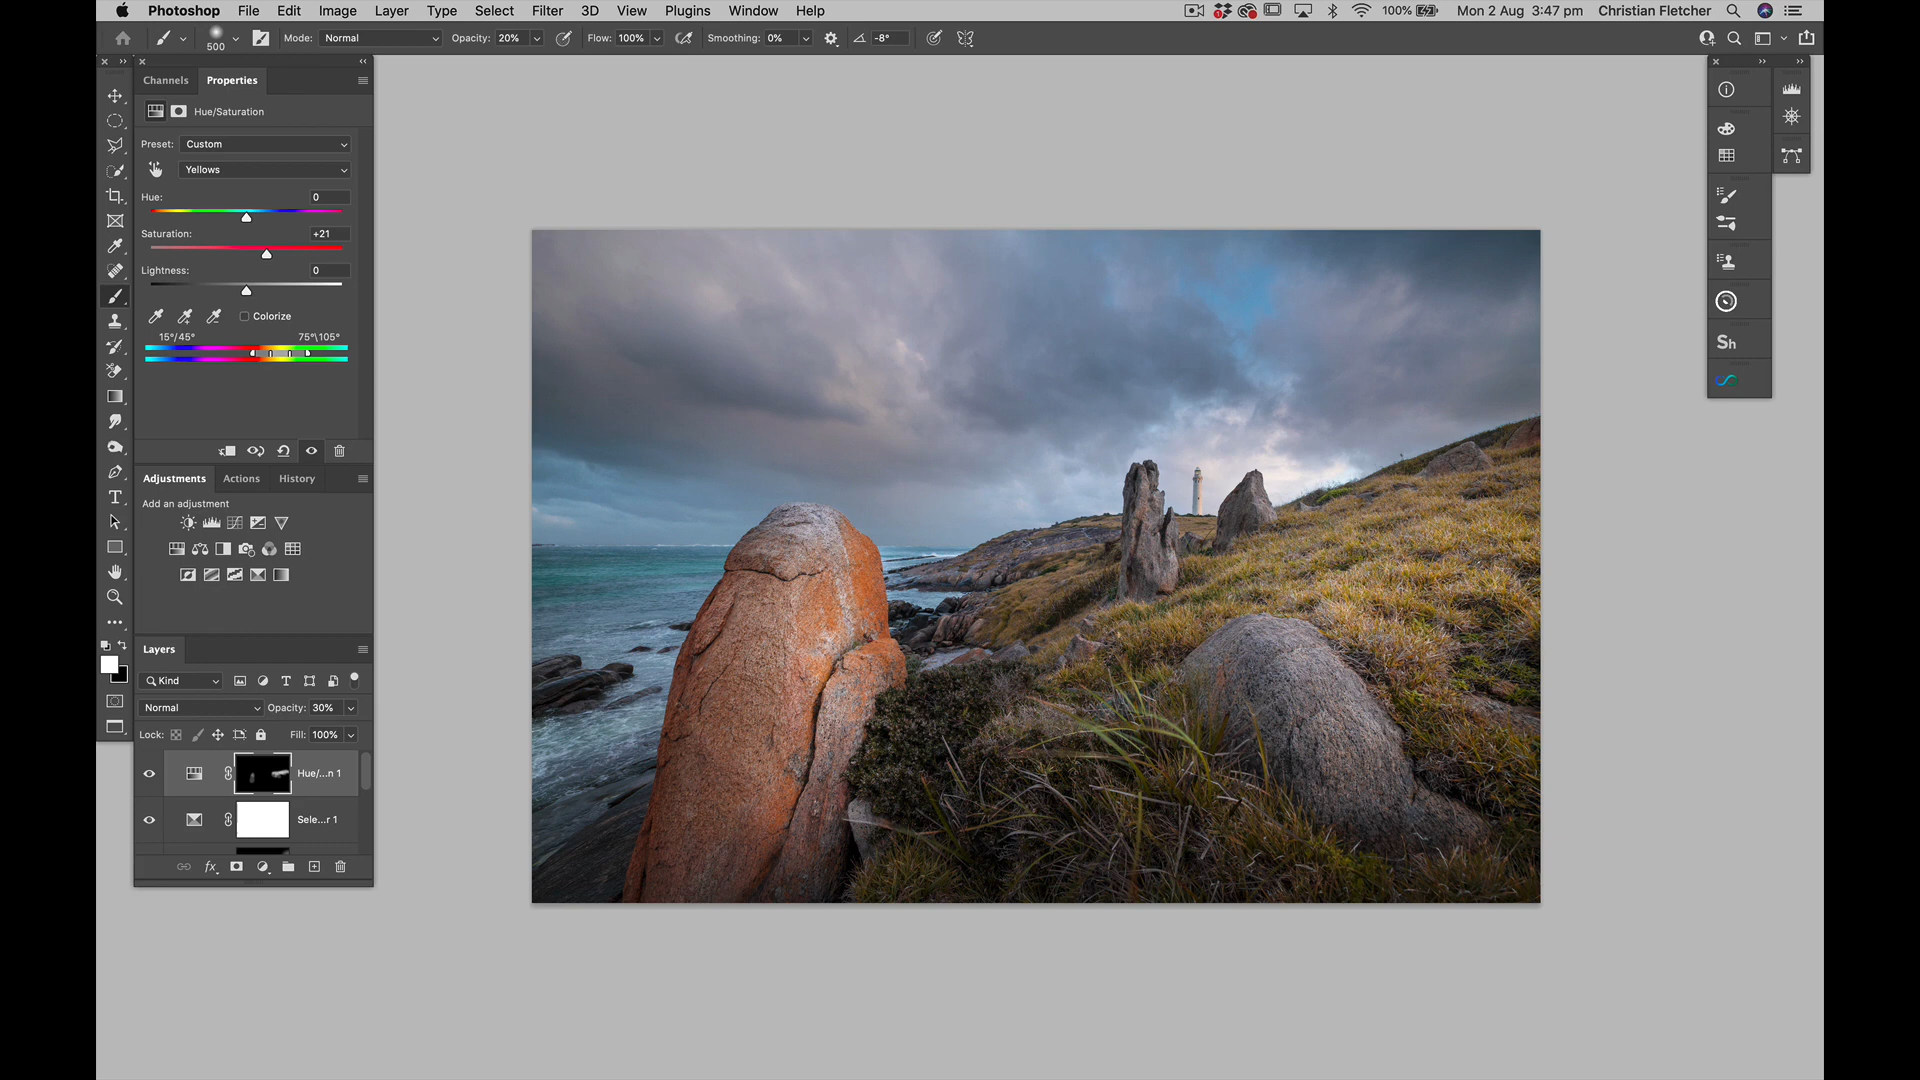 Photoshop File Edit Image Layer Type Select Filter 3D View Plugins Window Help 100% Mon 2 Aug 3:47 pm Christian Fletcher
500 Mode: Normal Opacity: 20% Flow: 100% Smoothing: 0% -8°
Channels Properties
Hue/Saturation
Preset: Custom
Yellows
Hue: 0
Saturation: +21
Lightness: 0
Colorize
15°/45° 75°\105°
Adjustments Actions History
Add an adjustment
Layers
Kind
Normal Opacity: 30%
Lock: Fill: 100%
Hue/...n 1
Sele...r 1
fx
Sh